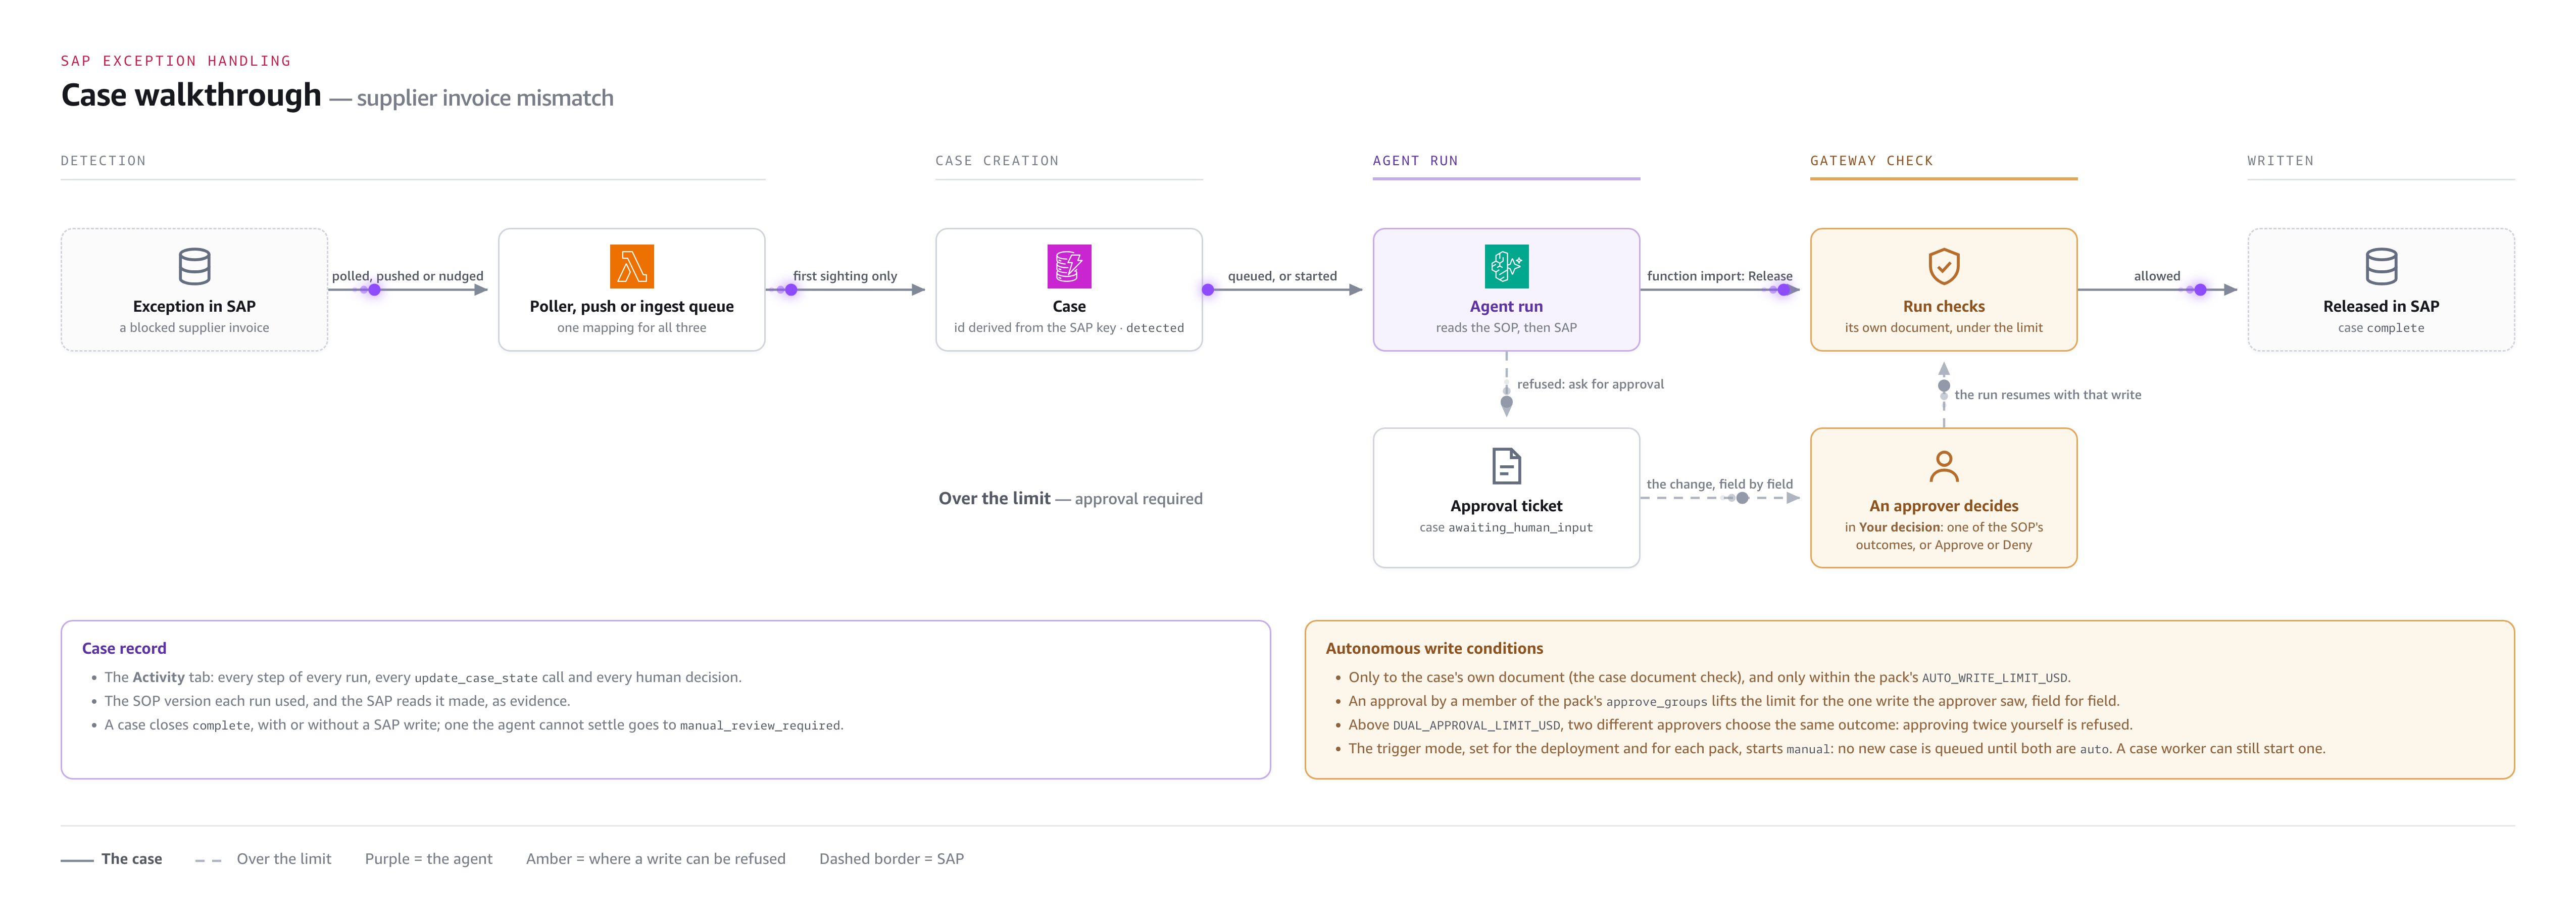 SAP EXCEPTION HANDLING
Case walkthrough — supplier invoice mismatch
DETECTION
CASE CREATION
AGENT RUN
GATEWAY CHECK
WRITTEN
Exception in SAP
a blocked supplier invoice
polled, pushed or nudged
Poller, push or ingest queue
one mapping for all three
first sighting only
Case
id derived from the SAP key · detected
queued, or started
Agent run
reads the SOP, then SAP
function import: Release
Run checks
its own document, under the limit
allowed
Released in SAP
case complete
refused: ask for approval
the run resumes with that write
Over the limit — approval required
Approval ticket
case awaiting_human_input
the change, field by field
An approver decides
in Your decision: one of the SOP's
outcomes, or Approve or Deny
Case record
• The Activity tab: every step of every run, every update_case_state call and every human decision.
• The SOP version each run used, and the SAP reads it made, as evidence.
• A case closes complete, with or without a SAP write; one the agent cannot settle goes to manual_review_required.
Autonomous write conditions
• Only to the case's own document (the case document check), and only within the pack's AUTO_WRITE_LIMIT_USD.
• An approval by a member of the pack's approve_groups lifts the limit for the one write the approver saw, field for field.
• Above DUAL_APPROVAL_LIMIT_USD, two different approvers choose the same outcome: approving twice yourself is refused.
• The trigger mode, set for the deployment and for each pack, starts manual: no new case is queued until both are auto. A case worker can still start one.
The case
Over the limit
Purple = the agent
Amber = where a write can be refused
Dashed border = SAP